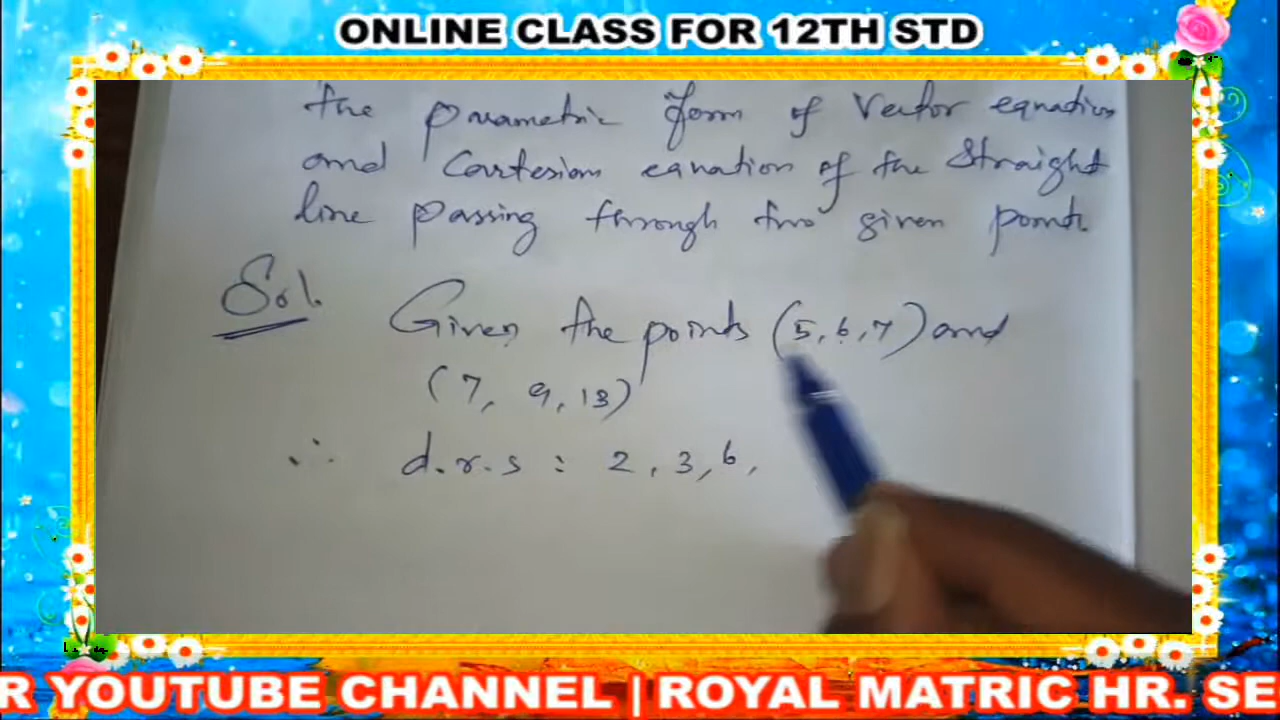 ONLINE CLASS FOR 12TH STD
the parametric form of Vector equation
and Cartesian equation of the Straight
line passing through two given points.
Sol. Given the points (5, 6, 7) and
(7, 9, 13)
∴ d.r.s : 2, 3, 6,
R YOUTUBE CHANNEL | ROYAL MATRIC HR. SE